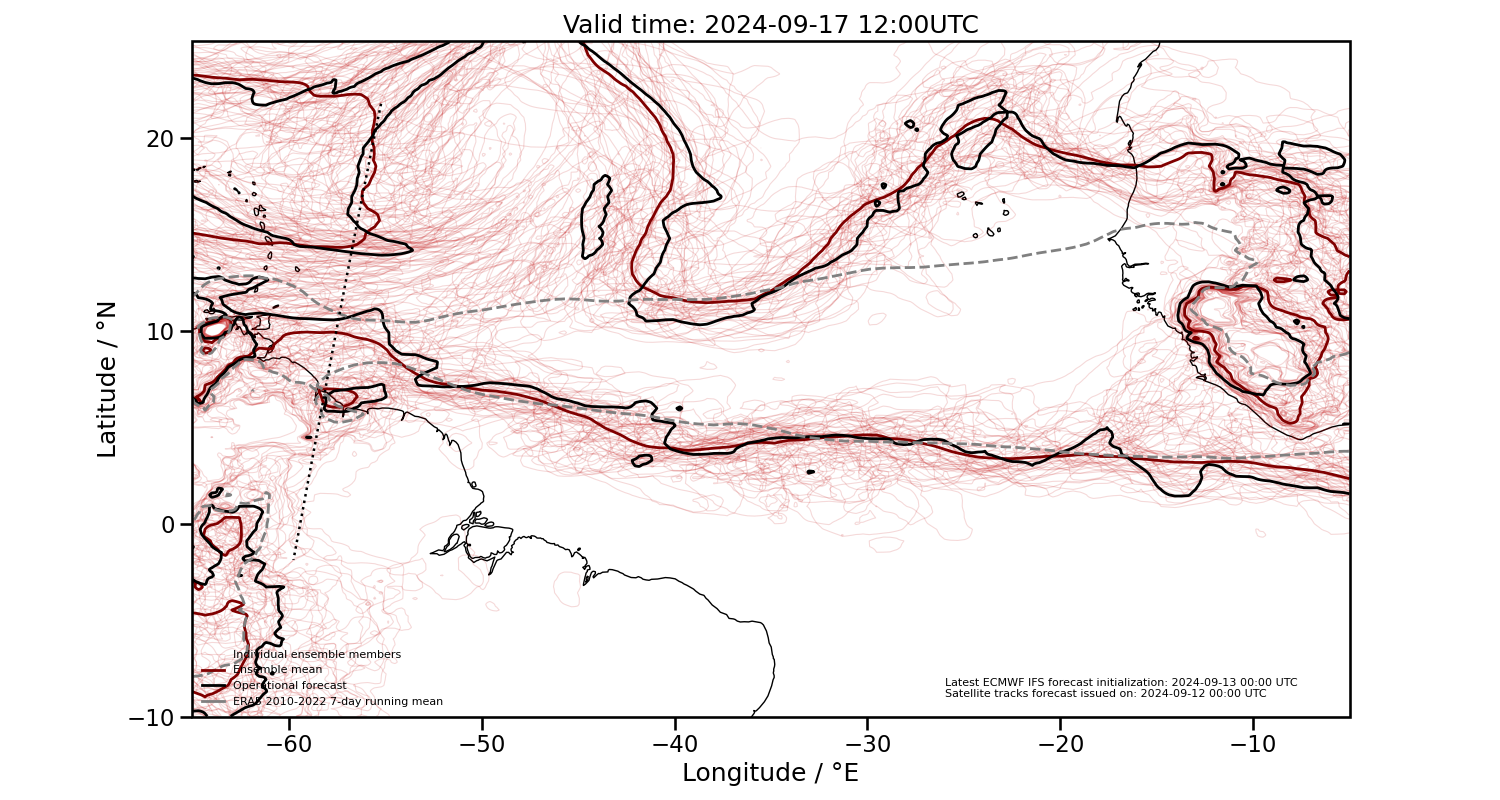 Valid time: 2024-09-17 12:00UTC
20
10
0
−10
Latitude / °N
Individual ensemble members
Ensemble mean
Operational forecast
ERA5 2010-2022 7-day running mean
Latest ECMWF IFS forecast initialization: 2024-09-13 00:00 UTC
Satellite tracks forecast issued on: 2024-09-12 00:00 UTC
−60 −50 −40 −30 −20 −10
Longitude / °E